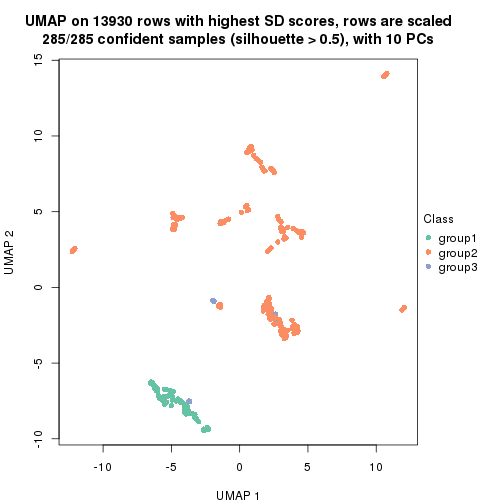 UMAP on 13930 rows with highest SD scores, rows are scaled
285/285 confident samples (silhouette > 0.5), with 10 PCs
15
10
5
0
-5
-10
UMAP 2
-10
-5
0
5
10
UMAP 1
Class
group1
group2
group3